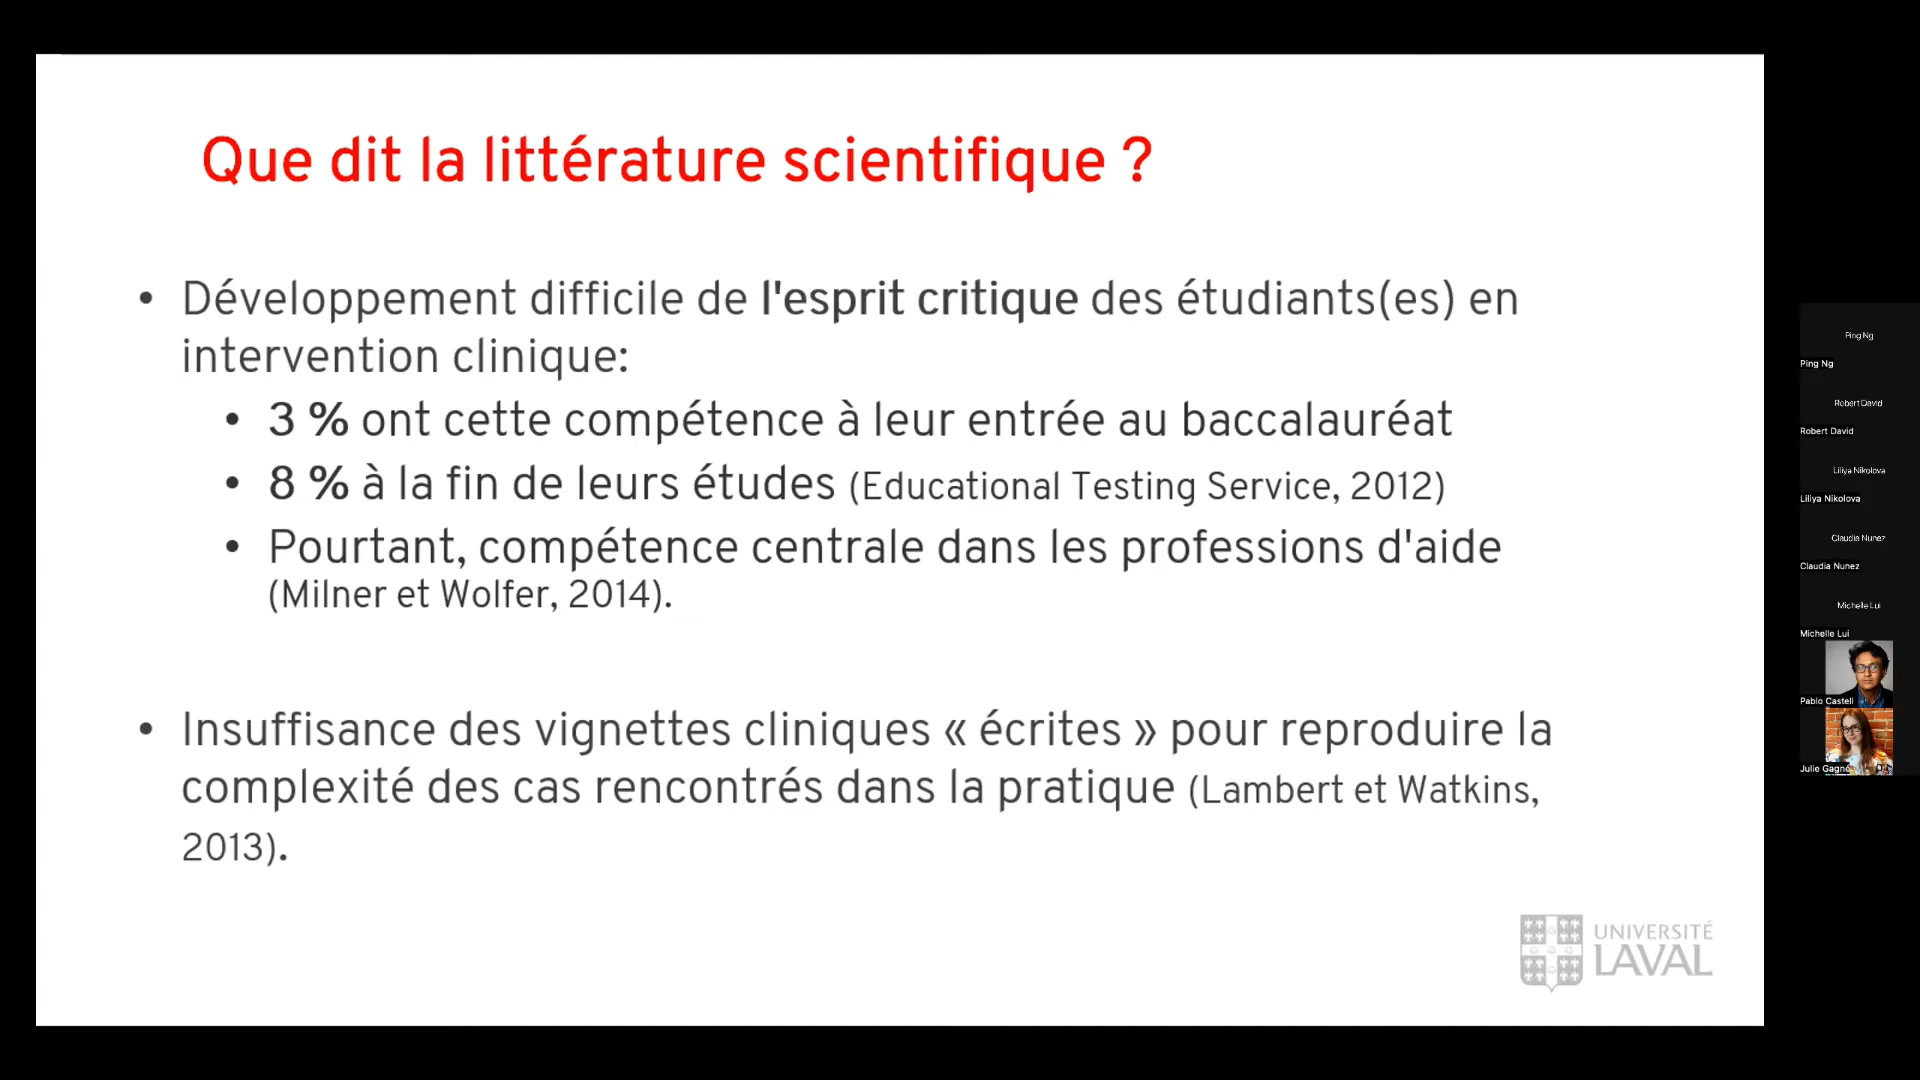 Que dit la littérature scientifique ?
• Développement difficile de l'esprit critique des étudiants(es) en
intervention clinique:
• 3 % ont cette compétence à leur entrée au baccalauréat
• 8 % à la fin de leurs études (Educational Testing Service, 2012)
• Pourtant, compétence centrale dans les professions d'aide
(Milner et Wolfer, 2014).
• Insuffisance des vignettes cliniques « écrites » pour reproduire la
complexité des cas rencontrés dans la pratique (Lambert et Watkins,
2013).
UNIVERSITÉ
LAVAL
Ping Ng
Ping Ng
Robert David
Robert David
Liliya Nikolova
Liliya Nikolova
Claudia Nunez
Claudia Nunez
Michelle Lui
Michelle Lui
Pablo Castell
Julie Gagné